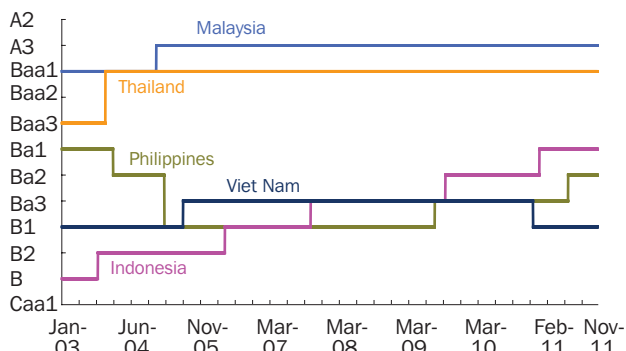 A2
A3
Baa1
Baa2
Baa3
Ba1
Ba2
Ba3
B1
B2
B
Caa1
Malaysia
Thailand
Philippines
Viet Nam
Indonesia
Jan-03
Jun-04
Nov-05
Mar-07
Mar-08
Mar-09
Mar-10
Feb-11
Nov-11